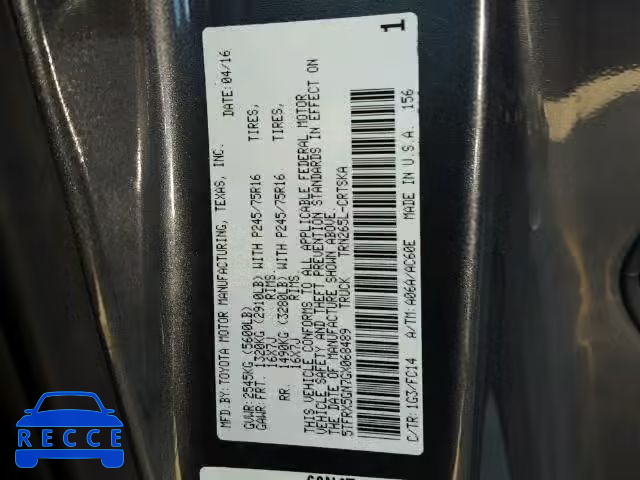 MFD.BY: TOYOTA MOTOR MANUFACTURING, TEXAS, INC. DATE: 04/16
GVWR: 2545KG (5600LB)
GAWR: FRT. 1320KG (2910LB) WITH P245/75R16 TIRES,
16X7J RIMS.
RR. 1490KG (3280LB) WITH P245/75R16 TIRES,
16X7J RIMS.
THIS VEHICLE CONFORMS TO ALL APPLICABLE FEDERAL MOTOR
VEHICLE SAFETY AND THEFT PREVENTION STANDARDS IN EFFECT ON
THE DATE OF MANUFACTURE SHOWN ABOVE.
5TFRX5GN7GX068489 TRUCK TRN265L-CRTSKA
C/TR: 1G3/FC14 A/TM: A06A/AC60E MADE IN U.S.A. 156
1